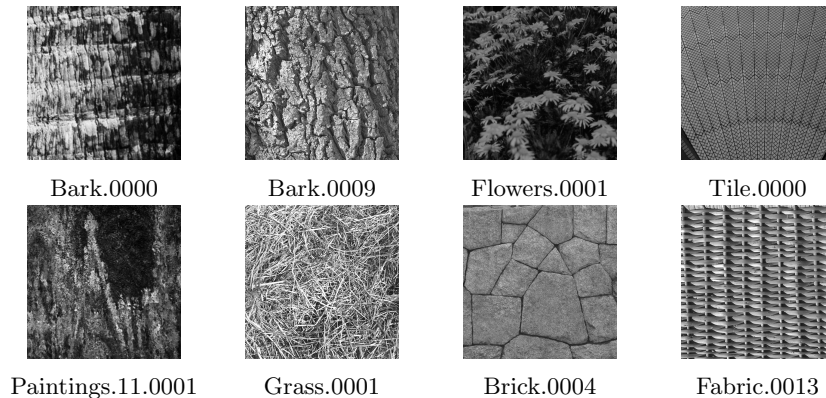 Bark.0000 Bark.0009 Flowers.0001 Tile.0000
Paintings.11.0001 Grass.0001 Brick.0004 Fabric.0013